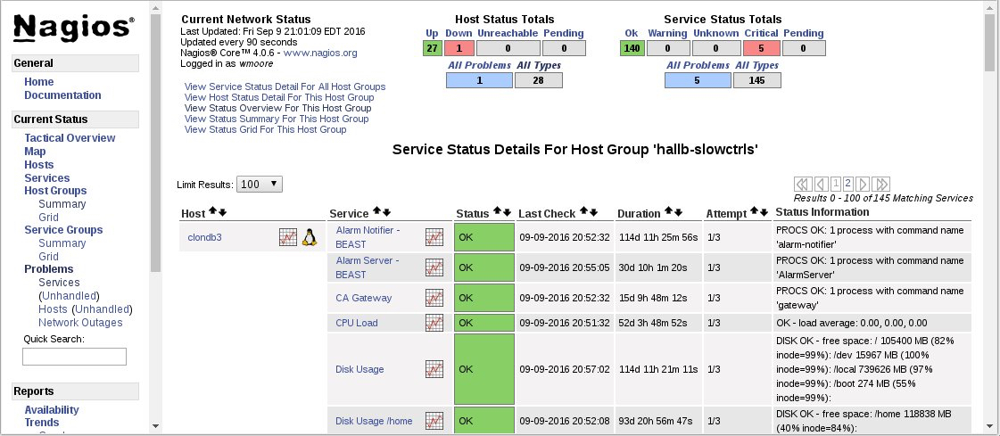 Nagios®
General
Home
Documentation
Current Status
Tactical Overview
Map
Hosts
Services
Host Groups
Summary
Grid
Service Groups
Summary
Grid
Problems
Services
(Unhandled)
Hosts (Unhandled)
Network Outages
Quick Search:
Reports
Availability
Trends
Current Network Status
Last Updated: Fri Sep 9 21:01:09 EDT 2016
Updated every 90 seconds
Nagios® Core™ 4.0.6 - www.nagios.org
Logged in as wmoore
View Service Status Detail For All Host Groups
View Host Status Detail For This Host Group
View Status Overview For This Host Group
View Status Summary For This Host Group
View Status Grid For This Host Group
Host Status Totals
Up Down Unreachable Pending
27 1 0 0
All Problems All Types
1 28
Service Status Totals
Ok Warning Unknown Critical Pending
140 0 0 5 0
All Problems All Types
5 145
Service Status Details For Host Group 'hallb-slowctrls'
Limit Results: 100
1 2
Results 0 - 100 of 145 Matching Services
Host Service Status Last Check Duration Attempt Status Information
clondb3 Alarm Notifier - OK 09-09-2016 20:52:32 114d 11h 25m 56s 1/3 PROCS OK: 1 process with command name
BEAST 'alarm-notifier'
Alarm Server - OK 09-09-2016 20:55:05 30d 10h 1m 20s 1/3 PROCS OK: 1 process with command name
BEAST 'AlarmServer'
CA Gateway OK 09-09-2016 20:52:32 15d 9h 48m 12s 1/3 PROCS OK: 1 process with command name
'gateway'
CPU Load OK 09-09-2016 20:51:32 52d 3h 48m 52s 1/3 OK - load average: 0.00, 0.00, 0.00
Disk Usage OK 09-09-2016 20:57:02 114d 11h 21m 11s 1/3 DISK OK - free space: / 105400 MB (82%
inode=99%): /dev 15967 MB (100%
inode=99%): /local 739626 MB (97%
inode=99%): /boot 274 MB (55%
inode=99%):
Disk Usage /home OK 09-09-2016 20:52:08 93d 20h 56m 47s 1/3 DISK OK - free space: /home 118838 MB
(40% inode=84%):